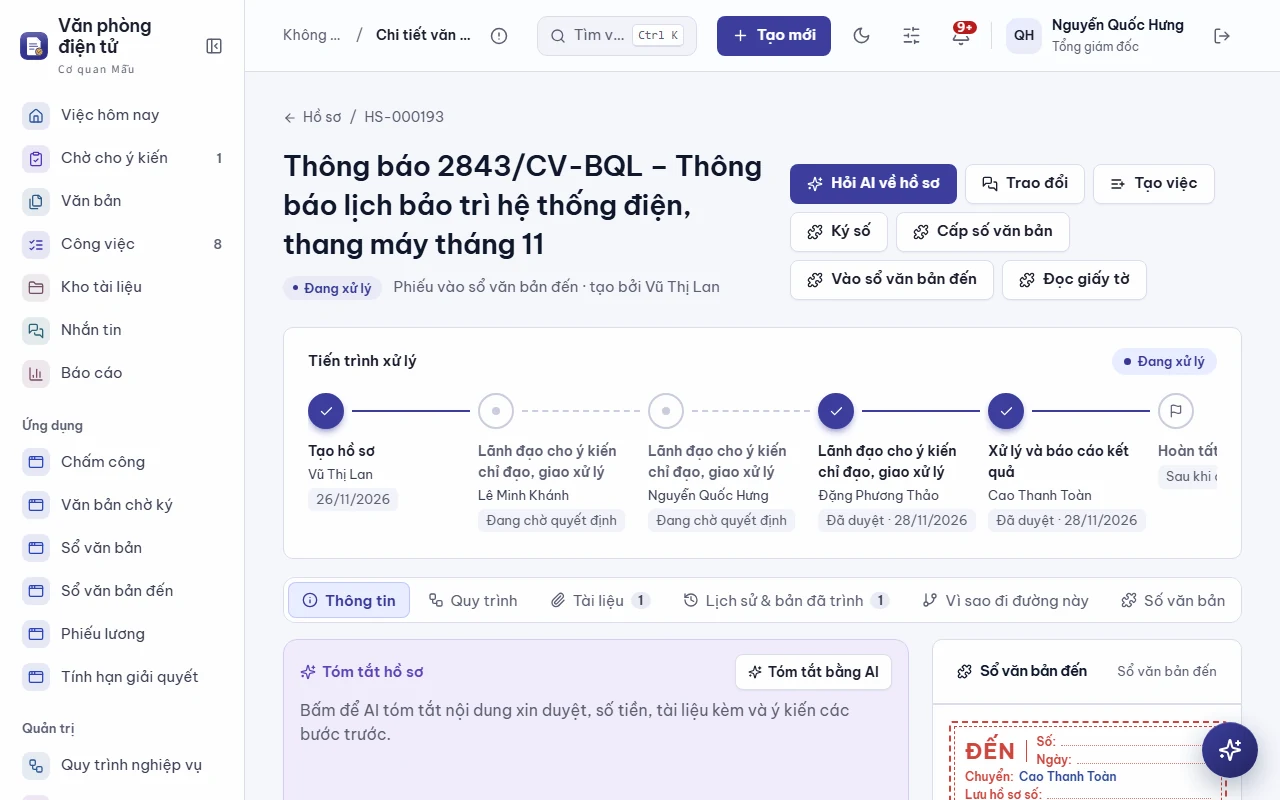 Văn phòng điện tử
Cơ quan Mẫu
Việc hôm nay
Chờ cho ý kiến 1
Văn bản
Công việc 8
Kho tài liệu
Nhắn tin
Báo cáo
Ứng dụng
Chấm công
Văn bản chờ ký
Sổ văn bản
Sổ văn bản đến
Phiếu lương
Tính hạn giải quyết
Quản trị
Quy trình nghiệp vụ
Không ... / Chi tiết văn ...
Tìm v... Ctrl K
Tạo mới
9+
QH
Nguyễn Quốc Hưng
Tổng giám đốc
Hồ sơ / HS-000193
Thông báo 2843/CV-BQL – Thông
báo lịch bảo trì hệ thống điện,
thang máy tháng 11
Đang xử lý Phiếu vào sổ văn bản đến · tạo bởi Vũ Thị Lan
Hỏi AI về hồ sơ Trao đổi Tạo việc
Ký số Cấp số văn bản
Vào sổ văn bản đến Đọc giấy tờ
Tiến trình xử lý Đang xử lý
Tạo hồ sơ
Vũ Thị Lan
26/11/2026
Lãnh đạo cho ý kiến
chỉ đạo, giao xử lý
Lê Minh Khánh
Đang chờ quyết định
Lãnh đạo cho ý kiến
chỉ đạo, giao xử lý
Nguyễn Quốc Hưng
Đang chờ quyết định
Lãnh đạo cho ý kiến
chỉ đạo, giao xử lý
Đặng Phương Thảo
Đã duyệt · 28/11/2026
Xử lý và báo cáo kết
quả
Cao Thanh Toàn
Đã duyệt · 28/11/2026
Hoàn tất
Sau khi
Thông tin Quy trình Tài liệu 1 Lịch sử & bản đã trình 1 Vì sao đi đường này Số văn bản
Tóm tắt hồ sơ Tóm tắt bằng AI
Bấm để AI tóm tắt nội dung xin duyệt, số tiền, tài liệu kèm và ý kiến các
bước trước.
Sổ văn bản đến Sổ văn bản đến
ĐẾN
Số:
Ngày:
Chuyển: Cao Thanh Toàn
Lưu hồ sơ số: